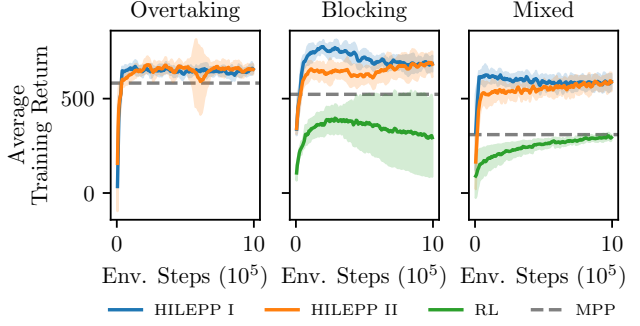 Overtaking Blocking Mixed
Average
Training Return
500
0
0 10 0 10 0 10
Env. Steps (10⁵) Env. Steps (10⁵) Env. Steps (10⁵)
HILEPP I HILEPP II RL MPP